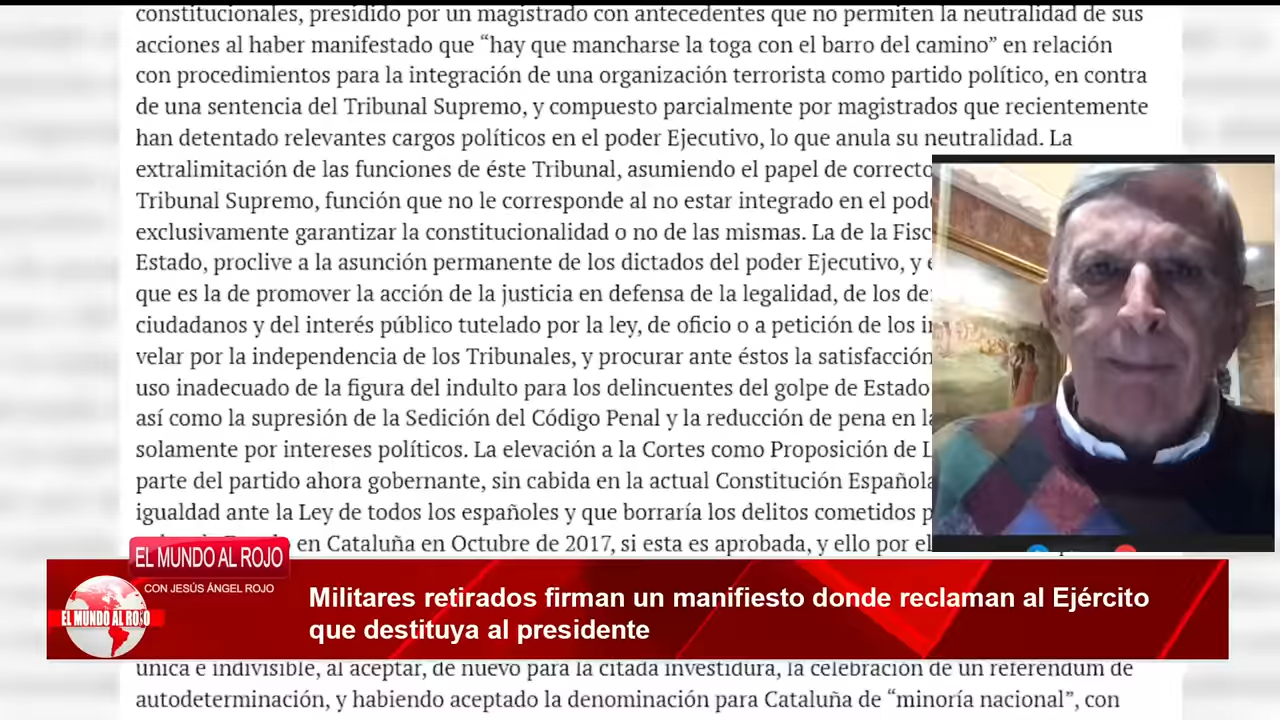 constitucionales, presidido por un magistrado con antecedentes que no permiten la neutralidad de sus
acciones al haber manifestado que “hay que mancharse la toga con el barro del camino” en relación
con procedimientos para la integración de una organización terrorista como partido político, en contra
de una sentencia del Tribunal Supremo, y compuesto parcialmente por magistrados que recientemente
han detentado relevantes cargos políticos en el poder Ejecutivo, lo que anula su neutralidad. La
extralimitación de las funciones de éste Tribunal, asumiendo el papel de correcto
Tribunal Supremo, función que no le corresponde al no estar integrado en el pod
exclusivamente garantizar la constitucionalidad o no de las mismas. La de la Fisc
Estado, proclive a la asunción permanente de los dictados del poder Ejecutivo, y
que es la de promover la acción de la justicia en defensa de la legalidad, de los de
ciudadanos y del interés público tutelado por la ley, de oficio o a petición de los
velar por la independencia de los Tribunales, y procurar ante éstos la satisfacción
uso inadecuado de la figura del indulto para los delincuentes del golpe de Estado
así como la supresión de la Sedición del Código Penal y la reducción de pena en
solamente por intereses políticos. La elevación a la Cortes como Proposición de
parte del partido ahora gobernante, sin cabida en la actual Constitución Española
igualdad ante la Ley de todos los españoles y que borraría los delitos cometidos
en Cataluña en Octubre de 2017, si esta es aprobada, y ello por el
EL MUNDO AL ROJO
CON JESÚS ÁNGEL ROJO
EL MUNDO AL ROJO
Militares retirados firman un manifiesto donde reclaman al Ejército
que destituya al presidente
única e indivisible, al aceptar, de nuevo para la citada investidura, la celebración de un referéndum de
autodeterminación, y habiendo aceptado la denominación para Cataluña de “minoría nacional”, con